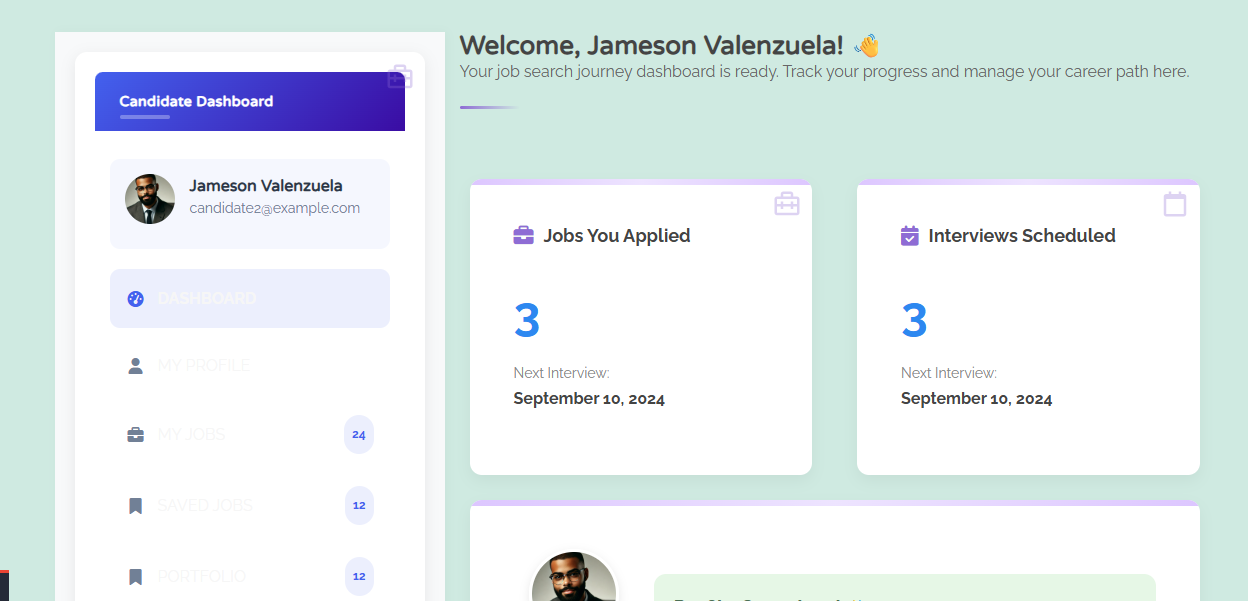 Candidate Dashboard
Jameson Valenzuela
candidate2@example.com
DASHBOARD
MY PROFILE
MY JOBS
24
SAVED JOBS
12
PORTFOLIO
12
Welcome, Jameson Valenzuela! 👋
Your job search journey dashboard is ready. Track your progress and manage your career path here.
Jobs You Applied
3
Next Interview:
September 10, 2024
Interviews Scheduled
3
Next Interview:
September 10, 2024